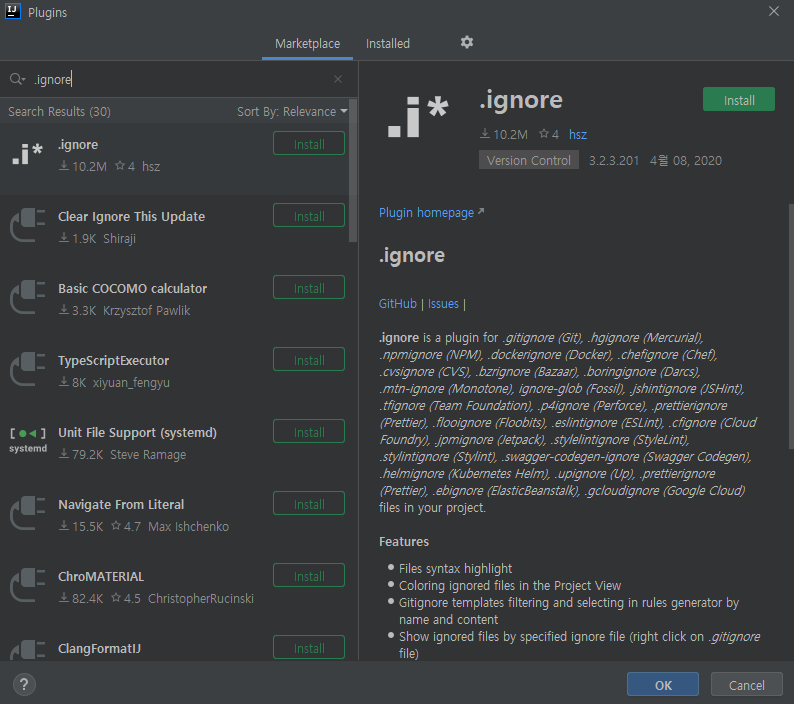 IJ Plugins
Marketplace Installed
.ignore
Search Results (30) Sort By: Relevance
.i*
.ignore
10.2M 4 hsz
Install
Clear Ignore This Update
1.9K Shiraji
Install
Basic COCOMO calculator
3.3K Krzysztof Pawlik
Install
TypeScriptExecutor
8K xiyuan_fengyu
Install
[●◀]
systemd
Unit File Support (systemd)
79.2K Steve Ramage
Install
Navigate From Literal
15.5K 4.7 Max Ishchenko
Install
ChroMATERIAL
82.4K 4.5 ChristopherRucinski
Install
ClangFormatIJ
Install
.i*
.ignore
Install
10.2M 4 hsz
Version Control 3.2.3.201 4월 08, 2020
Plugin homepage
.ignore
GitHub | Issues |
.ignore is a plugin for .gitignore (Git), .hgignore (Mercurial),
.npmignore (NPM), .dockerignore (Docker), .chefignore (Chef),
.cvsignore (CVS), .bzrignore (Bazaar), .boringignore (Darcs),
.mtn-ignore (Monotone), ignore-glob (Fossil), .jshintignore (JSHint),
.tfignore (Team Foundation), .p4ignore (Perforce), .prettierignore
(Prettier), .flooignore (Floobits), .eslintignore (ESLint), .cfignore (Cloud
Foundry), .jpmignore (Jetpack), .stylelintignore (StyleLint),
.stylintignore (Stylint), .swagger-codegen-ignore (Swagger Codegen),
.helmignore (Kubernetes Helm), .upignore (Up), .prettierignore
(Prettier), .ebignore (ElasticBeanstalk), .gcloudignore (Google Cloud)
files in your project.
Features
● Files syntax highlight
● Coloring ignored files in the Project View
● Gitignore templates filtering and selecting in rules generator by
name and content
● Show ignored files by specified ignore file (right click on .gitignore
file)
?
OK Cancel